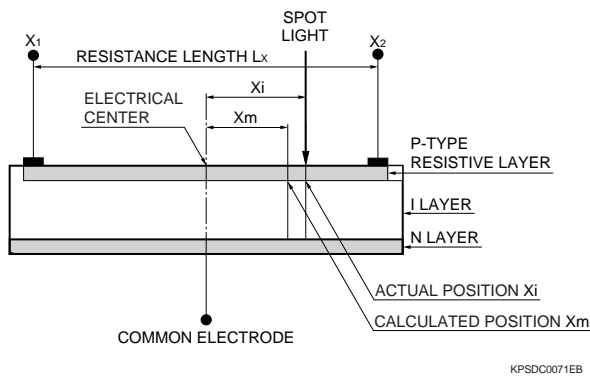 SPOT
LIGHT
X1
X2
RESISTANCE LENGTH LX
ELECTRICAL
CENTER
Xi
Xm
P-TYPE
RESISTIVE LAYER
I LAYER
N LAYER
ACTUAL POSITION Xi
CALCULATED POSITION Xm
COMMON ELECTRODE
KPSDC0071EB